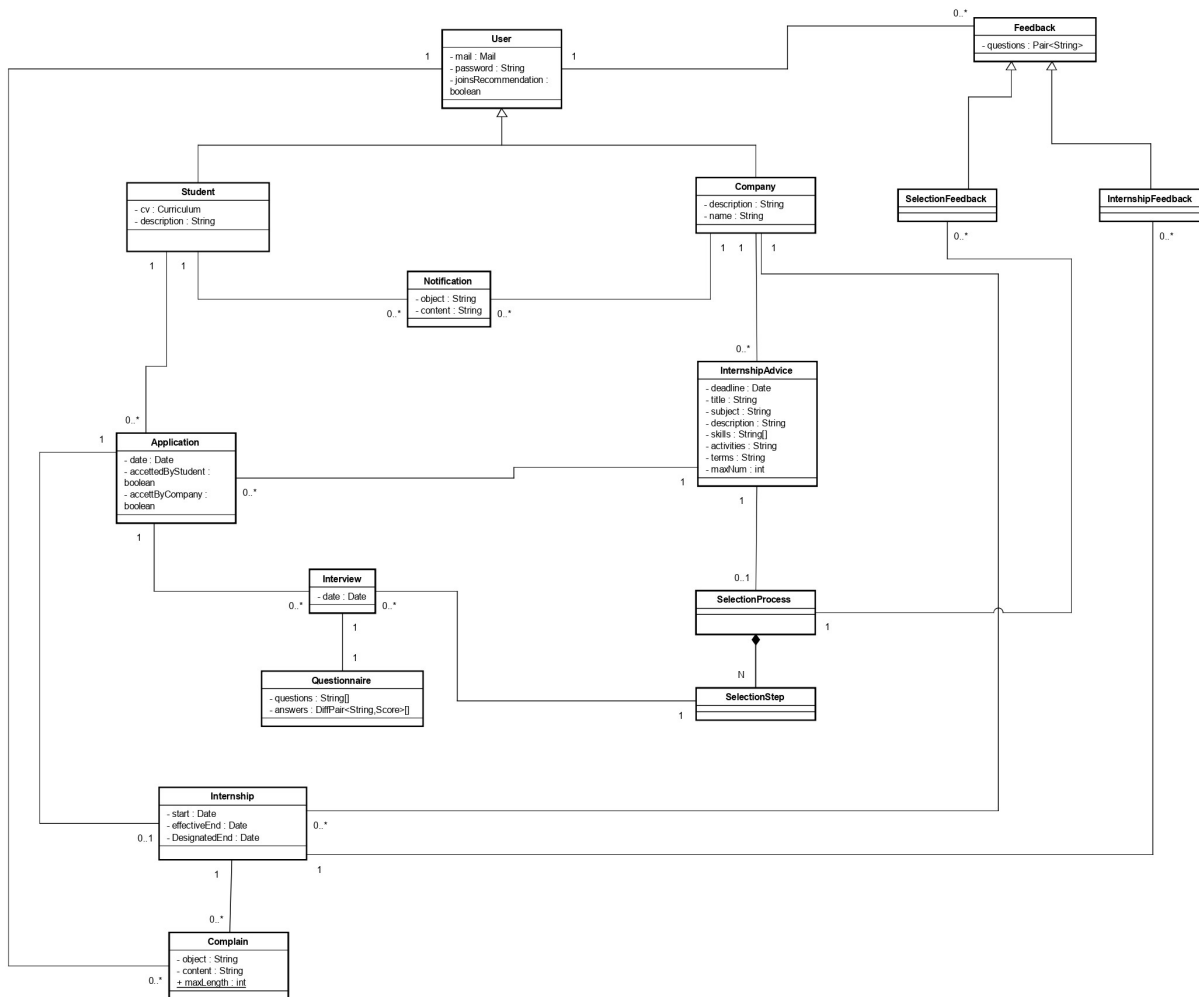 0..*
Feedback
- questions : Pair<String>
User
- mail : Mail
- password : String
- joinsRecommendation :
boolean
1
1
Student
- cv : Curriculum
- description : String
Company
- description : String
- name : String
SelectionFeedback
InternshipFeedback
0..*
0..*
1
1
1
1
1
Notification
- object : String
- content : String
0..*
0..*
0..*
InternshipAdvice
- deadline : Date
- title : String
- subject : String
- description : String
- skills : String[]
- activities : String
- terms : String
- maxNum : int
0..*
1
Application
- date : Date
- accettedByStudent :
boolean
- accettByCompany :
boolean
0..*
1
1
1
Interview
- date : Date
0..*
0..*
0..1
SelectionProcess
1
1
1
Questionnaire
- questions : String[]
- answers : DiffPair<String,Score>[]
N
SelectionStep
1
Internship
- start : Date
- effectiveEnd : Date
- DesignatedEnd : Date
0..1
0..*
1
1
0..*
Complain
- object : String
- content : String
+ maxLength : int
0..*